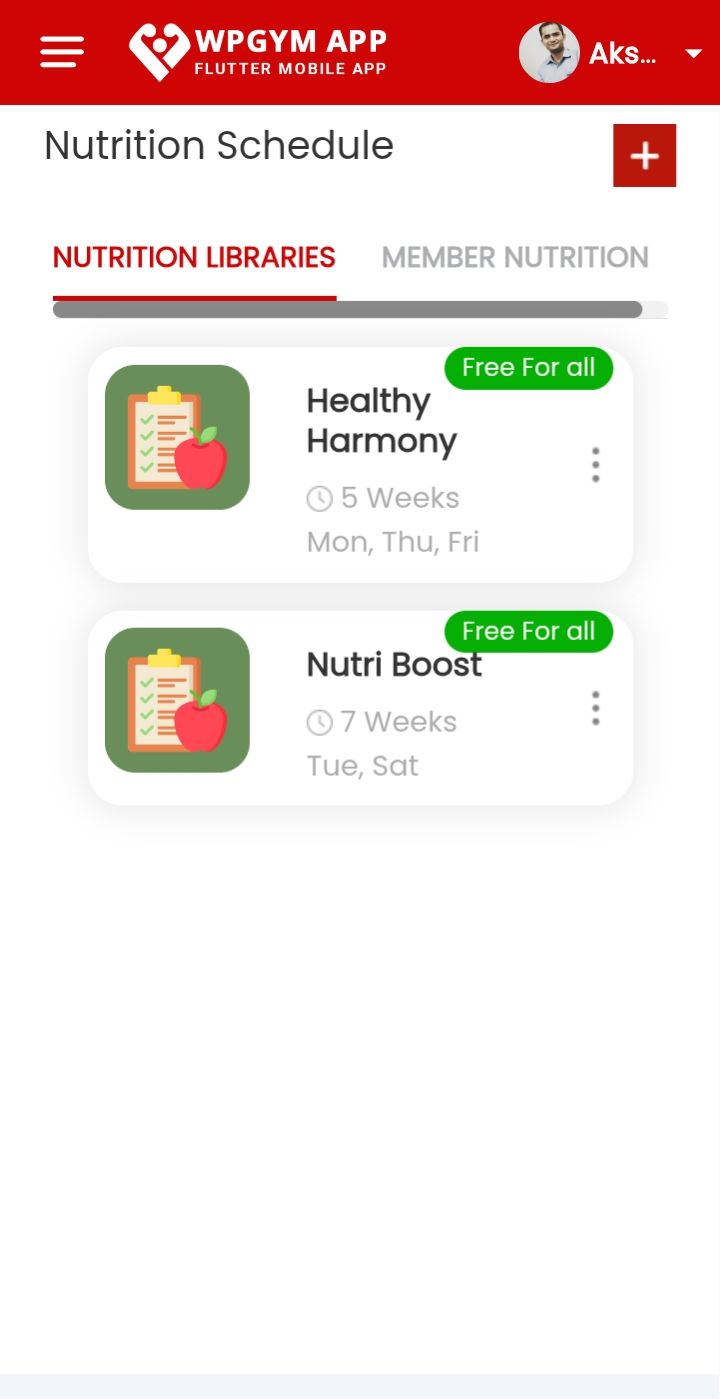 WPGYM APP
FLUTTER MOBILE APP
Aks...
Nutrition Schedule
NUTRITION LIBRARIES
MEMBER NUTRITION
Free For all
Healthy
Harmony
5 Weeks
Mon, Thu, Fri
Free For all
Nutri Boost
7 Weeks
Tue, Sat